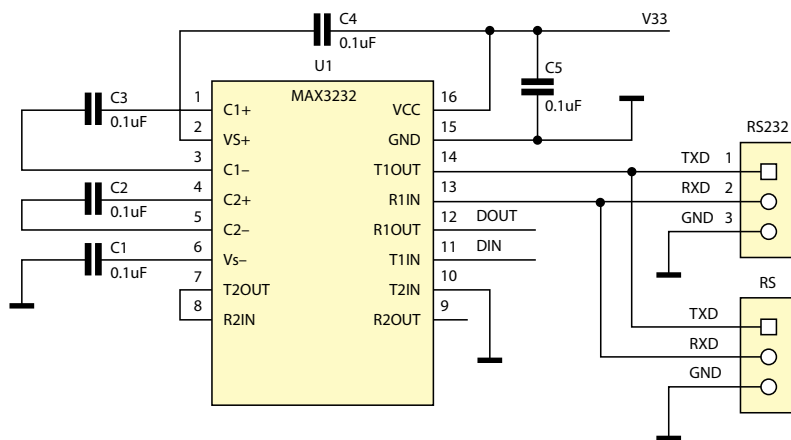 C4
0.1uF
V33
U1
MAX3232
C5
0.1uF
C3
0.1uF
1 C1+ VCC 16
2 VS+ GND 15
3 C1– T1OUT 14
4 C2+ R1IN 13
5 C2– R1OUT 12 DOUT
6 Vs– T1IN 11 DIN
7 T2OUT T2IN 10
8 R2IN R2OUT 9
C2
0.1uF
C1
0.1uF
RS232
TXD 1
RXD 2
GND 3
RS
TXD
RXD
GND